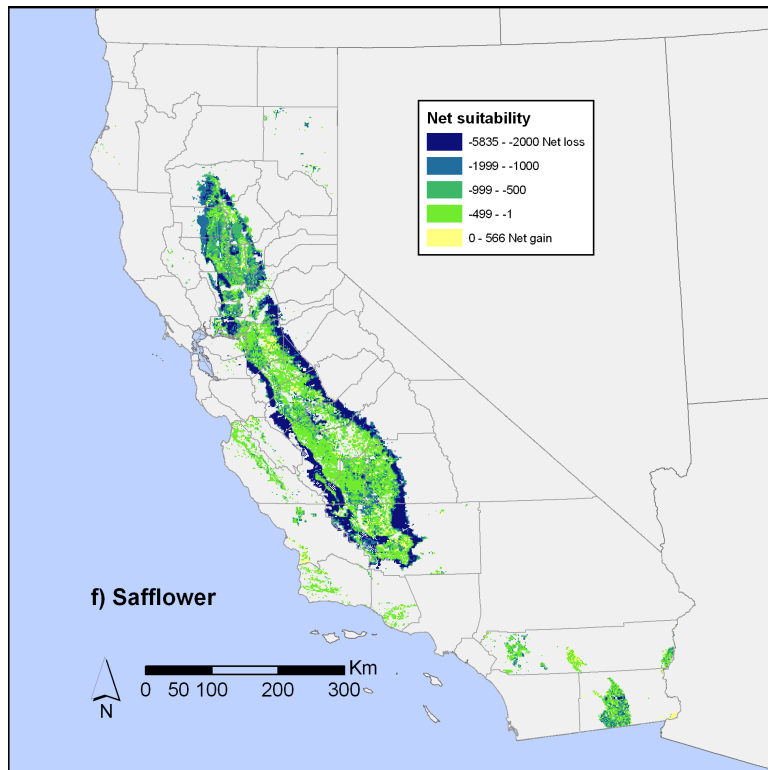 Net suitability
-5835 - -2000 Net loss
-1999 - -1000
-999 - -500
-499 - -1
0 - 566 Net gain
f) Safflower
Km
0 50 100 200 300
N